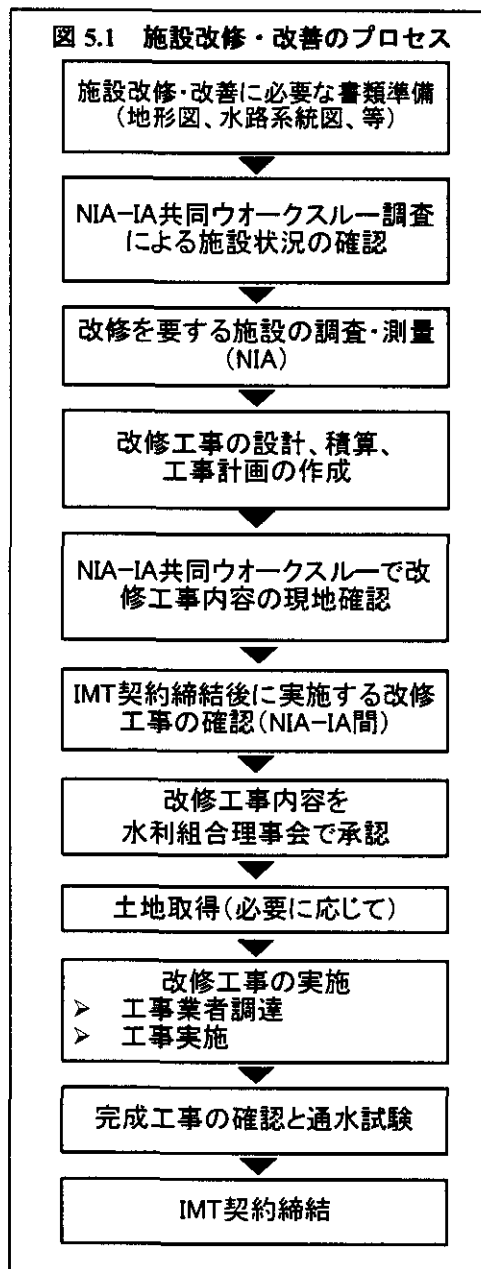 図 5.1 施設改修・改善のプロセス
施設改修・改善に必要な書類準備
(地形図、水路系統図、等)
NIA-IA共同ウオークスルー調査
による施設状況の確認
改修を要する施設の調査・測量
(NIA)
改修工事の設計、積算、
工事計画の作成
NIA-IA共同ウオークスルーで改
修工事内容の現地確認
IMT契約締結後に実施する改修
工事の確認(NIA-IA間)
改修工事内容を
水利組合理事会で承認
土地取得(必要に応じて)
改修工事の実施
➢ 工事業者調達
➢ 工事実施
完成工事の確認と通水試験
IMT契約締結